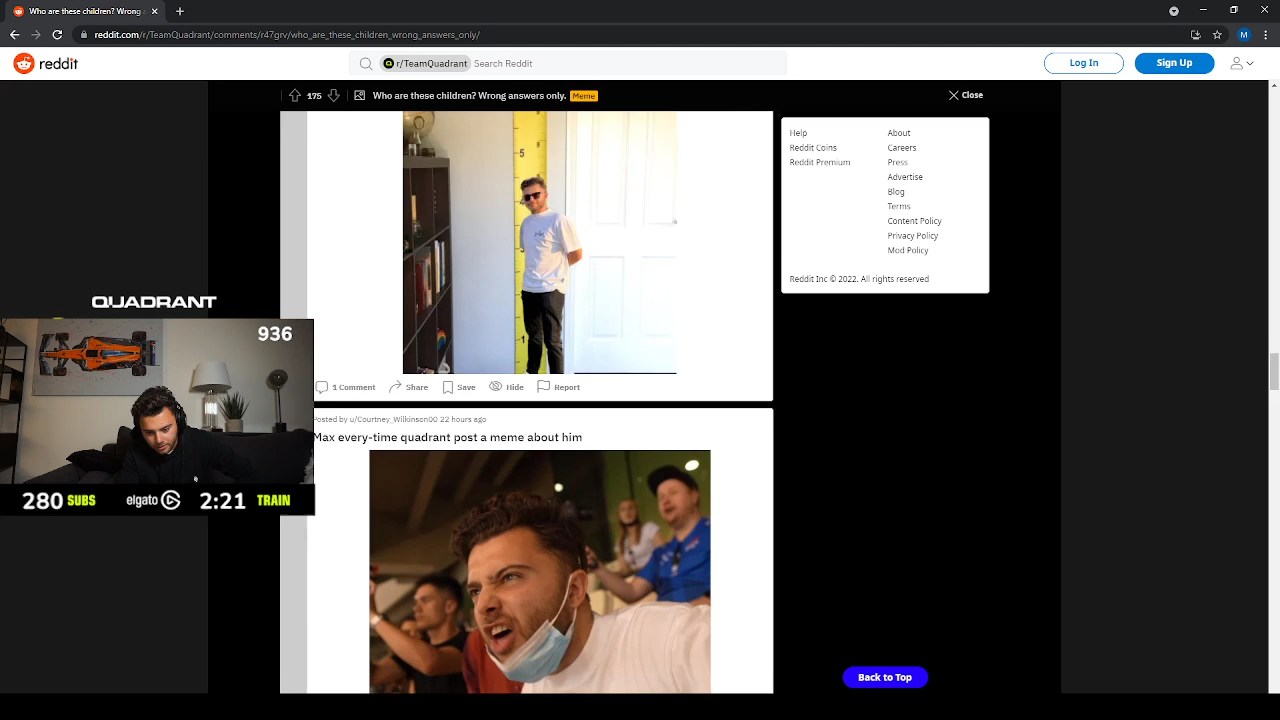 Who are these children? Wrong a
reddit.com/r/TeamQuadrant/comments/r47grv/who_are_these_children_wrong_answers_only/
M
reddit
r/TeamQuadrant
Search Reddit
Log In
Sign Up
175
Who are these children? Wrong answers only.
Meme
Close
Help
About
Reddit Coins
Careers
Reddit Premium
Press
Advertise
Blog
Terms
Content Policy
Privacy Policy
Mod Policy
Reddit Inc © 2022. All rights reserved
5
1
QUADRANT
936
1 Comment
Share
Save
Hide
Report
Posted by u/Courtney_Wilkinson00 22 hours ago
Max every-time quadrant post a meme about him
280 SUBS
elgato
2:21 TRAIN
Back to Top